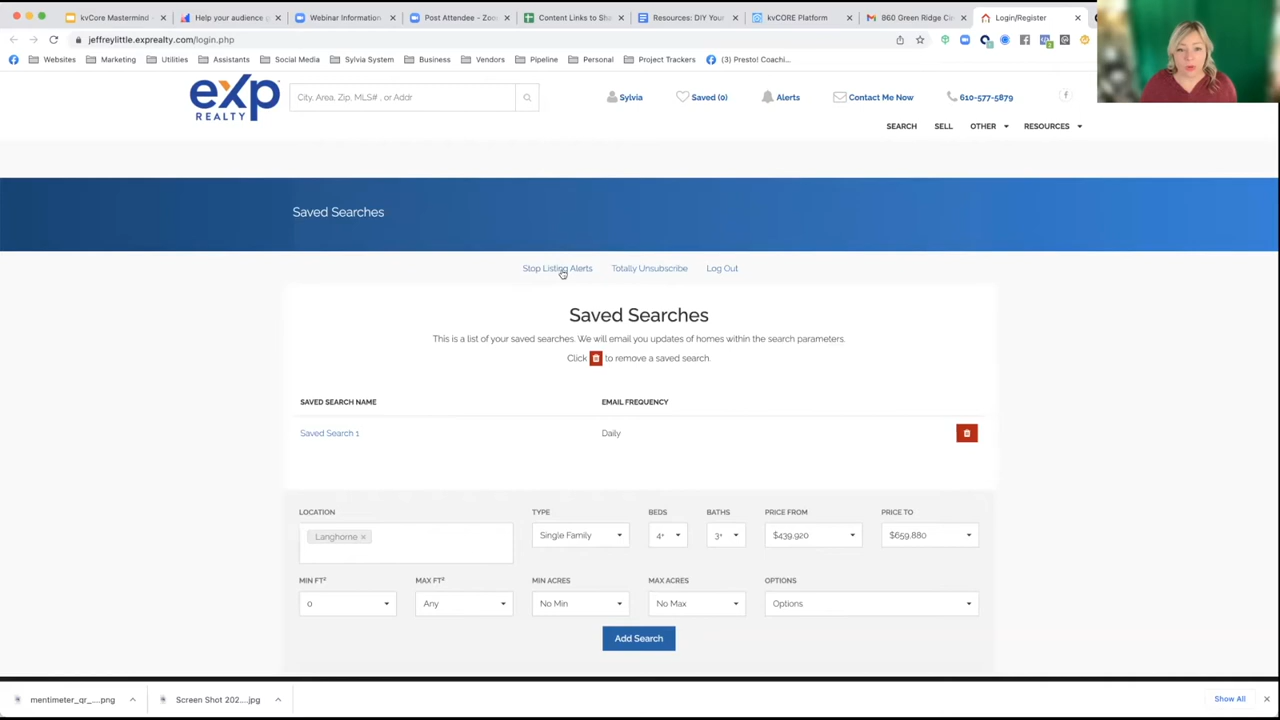 kvCore Mastermind
Help your audience g
Webinar Information
Post Attendee - Zoo
Content Links to Sha
Resources: DIY Your
kvCORE Platform
860 Green Ridge Cir
Login/Register
jeffreylittle.exprealty.com/login.php
Websites
Marketing
Utilities
Assistants
Social Media
Sylvia System
Business
Vendors
Pipeline
Personal
Project Trackers
(3) Presto! Coachi...
exp
REALTY
City, Area, Zip, MLS# , or Addr
Sylvia
Saved (0)
Alerts
Contact Me Now
610-577-5879
SEARCH
SELL
OTHER
RESOURCES
Saved Searches
Stop Listing Alerts
Totally Unsubscribe
Log Out
Saved Searches
This is a list of your saved searches. We will email you updates of homes within the search parameters.
Click to remove a saved search.
SAVED SEARCH NAME
EMAIL FREQUENCY
Saved Search 1
Daily
LOCATION
TYPE
BEDS
BATHS
PRICE FROM
PRICE TO
Langhorne ×
Single Family
4+
3+
$439,920
$659,880
MIN FT²
MAX FT²
MIN ACRES
MAX ACRES
OPTIONS
0
Any
No Min
No Max
Options
Add Search
mentimeter_qr_....png
Screen Shot 202....jpg
Show All